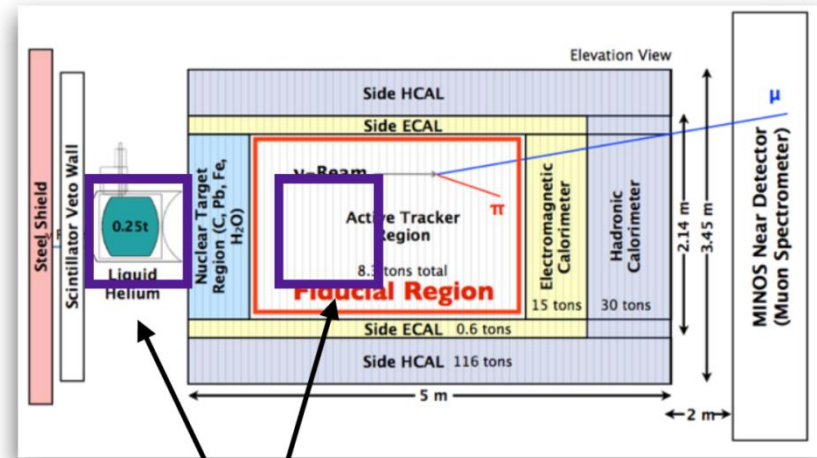 Elevation View
Steel Shield
Scintillator Veto Wall
0.25t
Liquid
Helium
Side HCAL
Side ECAL
Nuclear Target
Region (C, Pb, Fe,
H₂O)
ν-Beam
π
μ
Active Tracker
Region
8.3 tons total
Fiducial Region
Electromagnetic
Calorimeter
15 tons
Hadronic
Calorimeter
30 tons
Side ECAL 0.6 tons
Side HCAL 116 tons
2.14 m
3.45 m
5 m
2 m
MINOS Near Detector
(Muon Spectrometer)